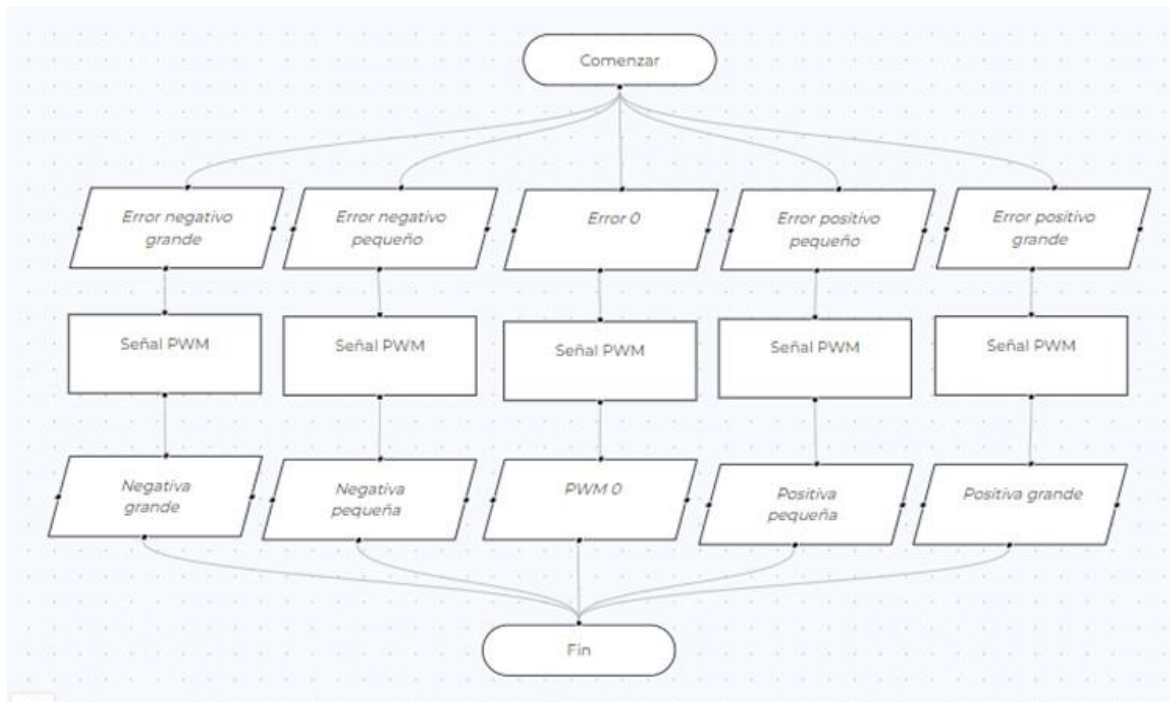 Comenzar
Error negativo
grande
Error negativo
pequeño
Error 0
Error positivo
pequeño
Error positivo
grande
Señal PWM
Señal PWM
Señal PWM
Señal PWM
Señal PWM
Negativa
grande
Negativa
pequeña
PWM 0
Positiva
pequeña
Positiva grande
Fin